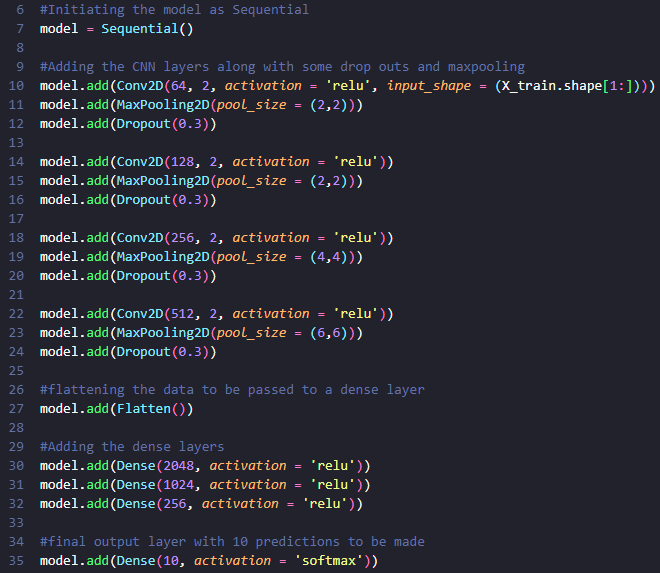 6 #Initiating the model as Sequential
7 model = Sequential()
8
9 #Adding the CNN layers along with some drop outs and maxpooling
10 model.add(Conv2D(64, 2, activation = 'relu', input_shape = (X_train.shape[1:])))
11 model.add(MaxPooling2D(pool_size = (2,2)))
12 model.add(Dropout(0.3))
13
14 model.add(Conv2D(128, 2, activation = 'relu'))
15 model.add(MaxPooling2D(pool_size = (2,2)))
16 model.add(Dropout(0.3))
17
18 model.add(Conv2D(256, 2, activation = 'relu'))
19 model.add(MaxPooling2D(pool_size = (4,4)))
20 model.add(Dropout(0.3))
21
22 model.add(Conv2D(512, 2, activation = 'relu'))
23 model.add(MaxPooling2D(pool_size = (6,6)))
24 model.add(Dropout(0.3))
25
26 #flattening the data to be passed to a dense layer
27 model.add(Flatten())
28
29 #Adding the dense layers
30 model.add(Dense(2048, activation = 'relu'))
31 model.add(Dense(1024, activation = 'relu'))
32 model.add(Dense(256, activation = 'relu'))
33
34 #final output layer with 10 predictions to be made
35 model.add(Dense(10, activation = 'softmax'))